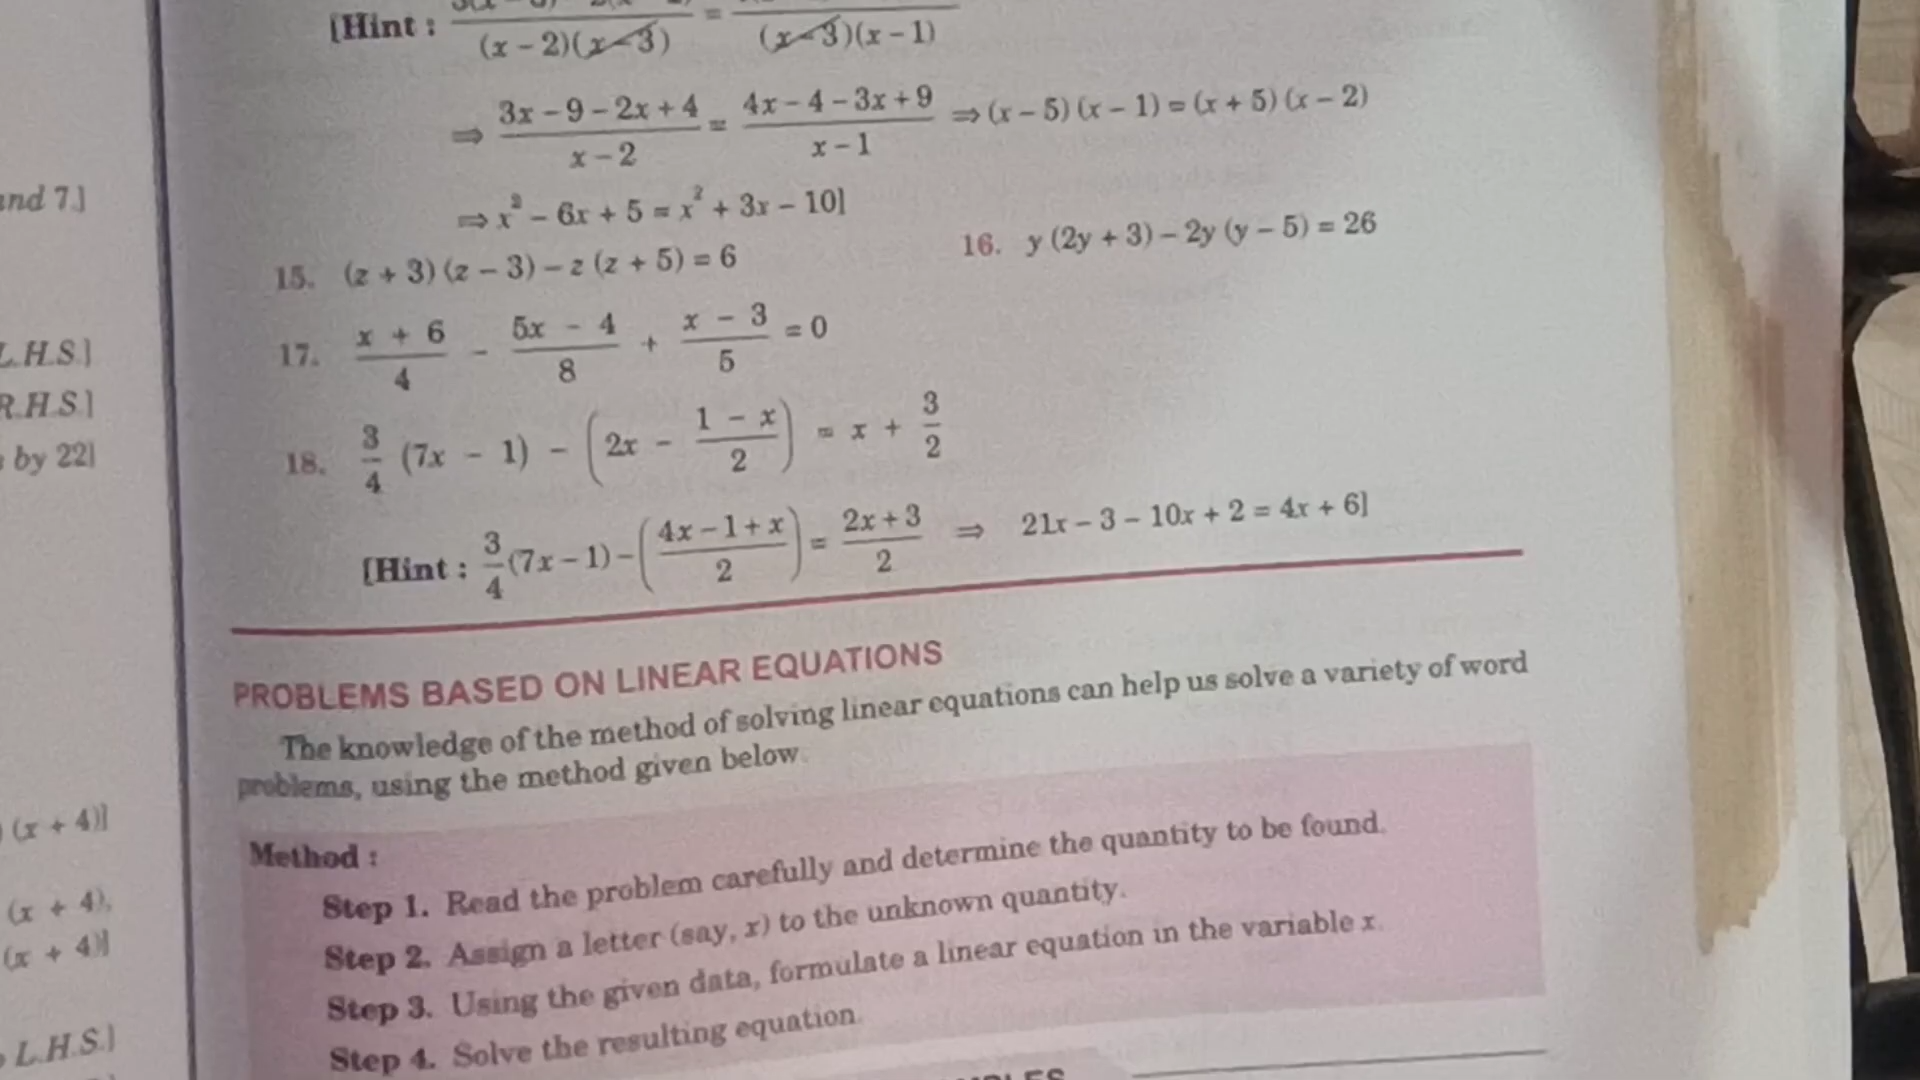 [Hint :
(x – 2)(x – 3) = (x – 3)(x – 1)
⇒ (3x – 9 – 2x + 4)/(x – 2) = (4x – 4 – 3x + 9)/(x – 1) ⇒ (x – 5) (x – 1) = (x + 5) (x – 2)
⇒ x² – 6x + 5 = x² + 3x – 10]
15. (z + 3) (z – 3) – z (z + 5) = 6
16. y (2y + 3) – 2y (y – 5) = 26
17. (x + 6)/4 – (5x – 4)/8 + (x – 3)/5 = 0
18. 3/4 (7x – 1) – (2x – (1 – x)/2) = x + 3/2
[Hint : 3/4 (7x – 1) – ((4x – 1 + x)/2) = (2x + 3)/2 ⇒ 21x – 3 – 10x + 2 = 4x + 6]
PROBLEMS BASED ON LINEAR EQUATIONS
The knowledge of the method of solving linear equations can help us solve a variety of word
problems, using the method given below.
Method :
Step 1. Read the problem carefully and determine the quantity to be found.
Step 2. Assign a letter (say, x) to the unknown quantity.
Step 3. Using the given data, formulate a linear equation in the variable x.
Step 4. Solve the resulting equation.
and 7.]
L.H.S.]
R.H.S.]
by 22]
(x + 4)]
(x + 4),
(x + 4)]
L.H.S.]